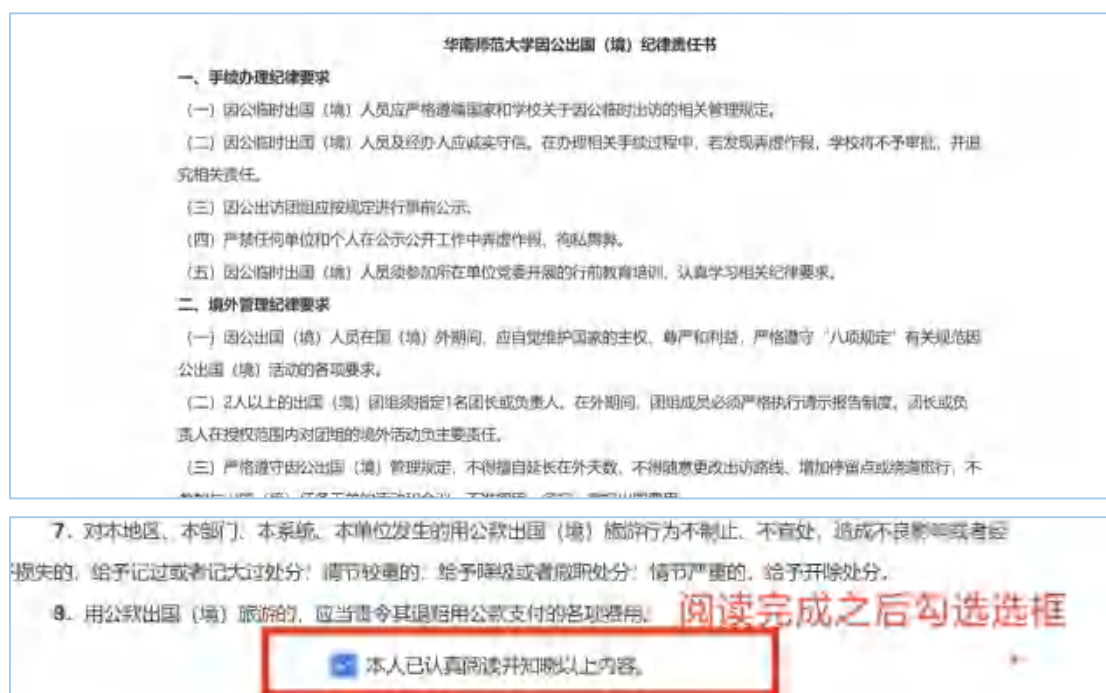 华南师范大学因公出国（境）纪律责任书
一、手续办理纪律要求
（一）因公临时出国（境）人员应严格遵循国家和学校关于因公临时出访的相关管理规定。
（二）因公临时出国（境）人员及经办人应诚实守信。在办理相关手续过程中，若发现弄虚作假，学校将不予审批，并追
究相关责任。
（三）因公出访团组应按规定进行事前公示。
（四）严禁任何单位和个人在公示公开工作中弄虚作假、徇私舞弊。
（五）因公临时出国（境）人员须参加所在单位党委开展的行前教育培训，认真学习相关纪律要求。
二、境外管理纪律要求
（一）因公出国（境）人员在国（境）外期间，应自觉维护国家的主权、尊严和利益，严格遵守“八项规定”有关规范因
公出国（境）活动的各项要求。
（二）2人以上的出国（境）团组须指定1名团长或负责人。在外期间，团组成员必须严格执行请示报告制度。团长或负
责人在授权范围内对团组的境外活动负主要责任。
（三）严格遵守因公出国（境）管理规定，不得擅自延长在外天数，不得随意更改出访路线、增加停留点或绕道旅行，不
7. 对本地区、本部门、本系统、本单位发生的用公款出国（境）旅游行为不制止、不查处，造成不良影响或者经
损失的，给予记过或者记大过处分；情节较重的，给予降级或者撤职处分；情节严重的，给予开除处分。
8. 用公款出国（境）旅游的，应当责令其退赔用公款支付的各项费用。
阅读完成之后勾选选框
本人已认真阅读并知晓以上内容。